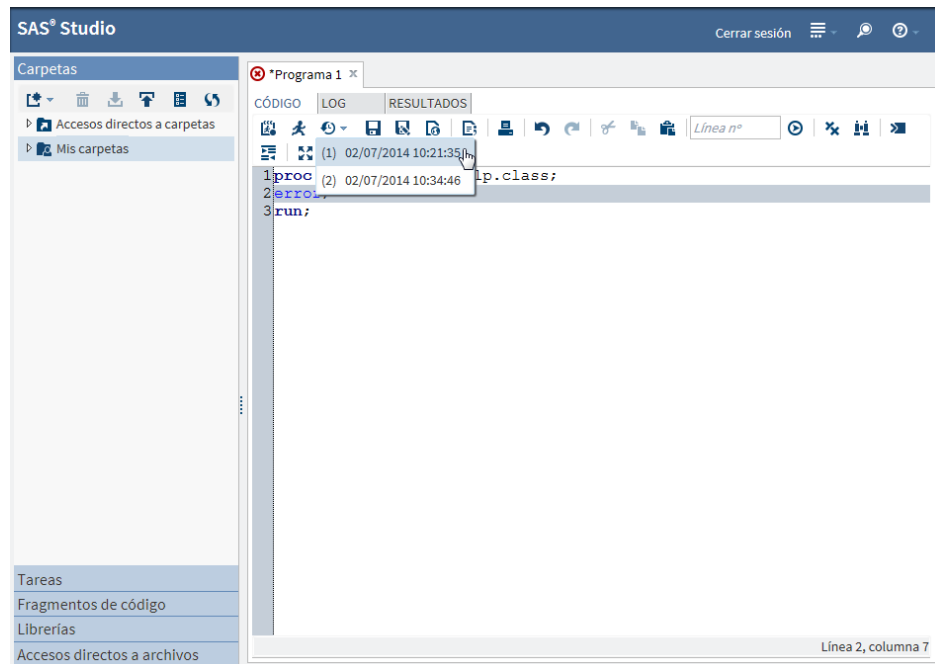 SAS® Studio
Cerrar sesión
Carpetas
Accesos directos a carpetas
Mis carpetas
Tareas
Fragmentos de código
Librerías
Accesos directos a archivos
*Programa 1
CÓDIGO LOG RESULTADOS
Línea nº
(1) 02/07/2014 10:21:35
(2) 02/07/2014 10:34:46
1 proc lp.class;
2 error;
3 run;
Línea 2, columna 7